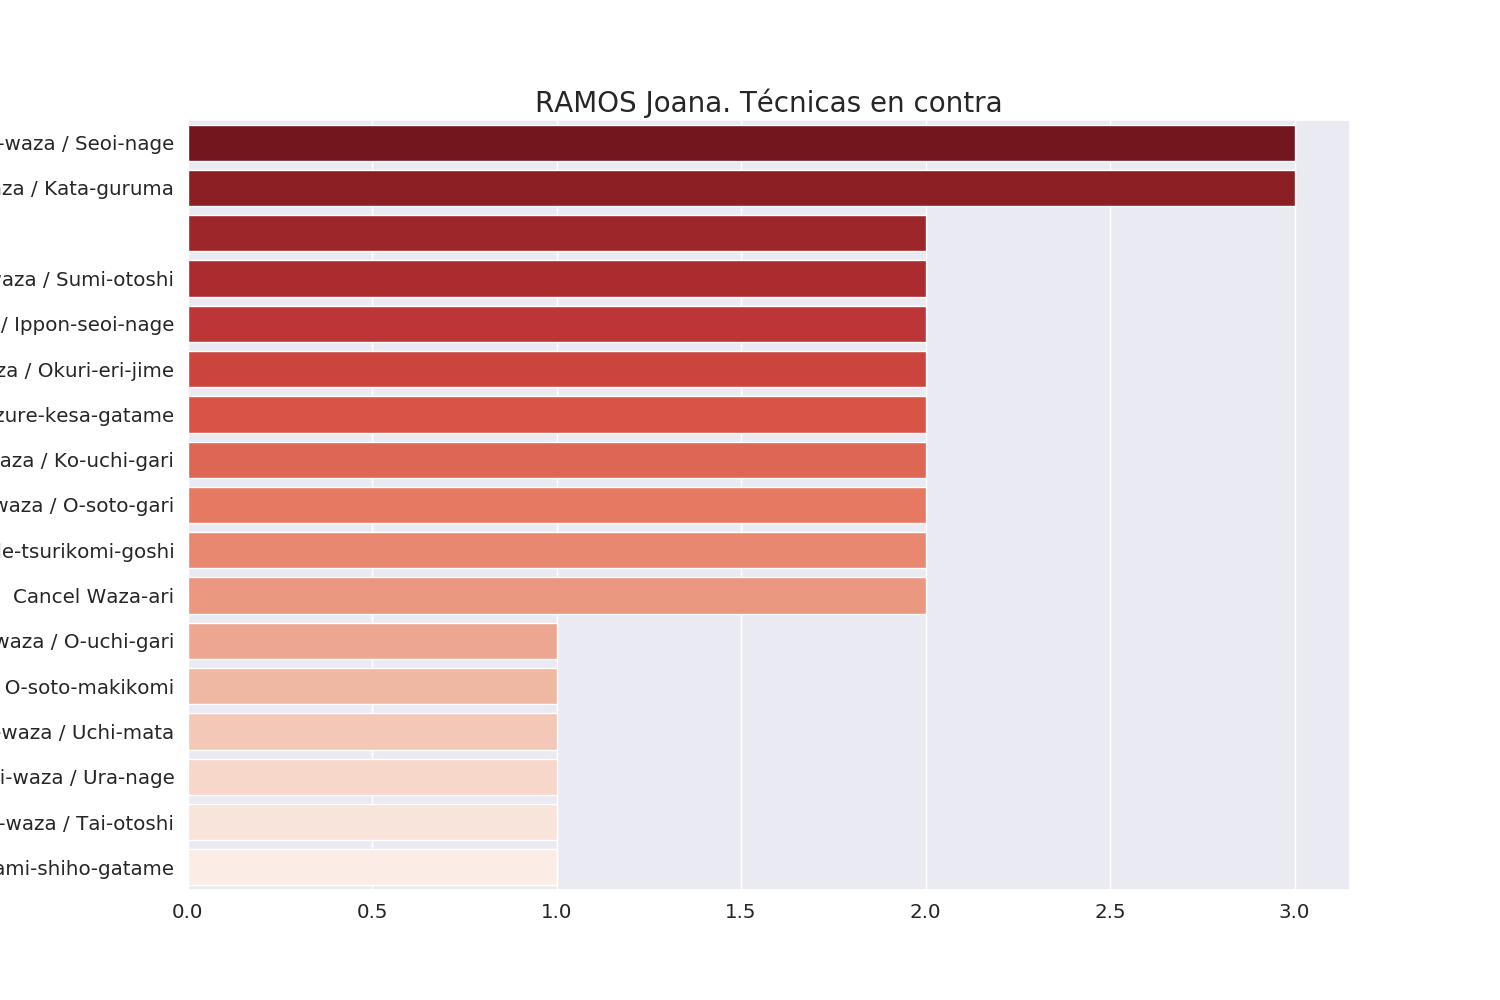 RAMOS Joana. Técnicas en contra
-waza / Seoi-nage
za / Kata-guruma
aza / Sumi-otoshi
/ Ippon-seoi-nage
za / Okuri-eri-jime
zure-kesa-gatame
aza / Ko-uchi-gari
waza / O-soto-gari
de-tsurikomi-goshi
Cancel Waza-ari
waza / O-uchi-gari
O-soto-makikomi
-waza / Uchi-mata
i-waza / Ura-nage
-waza / Tai-otoshi
ami-shiho-gatame
0.0 0.5 1.0 1.5 2.0 2.5 3.0